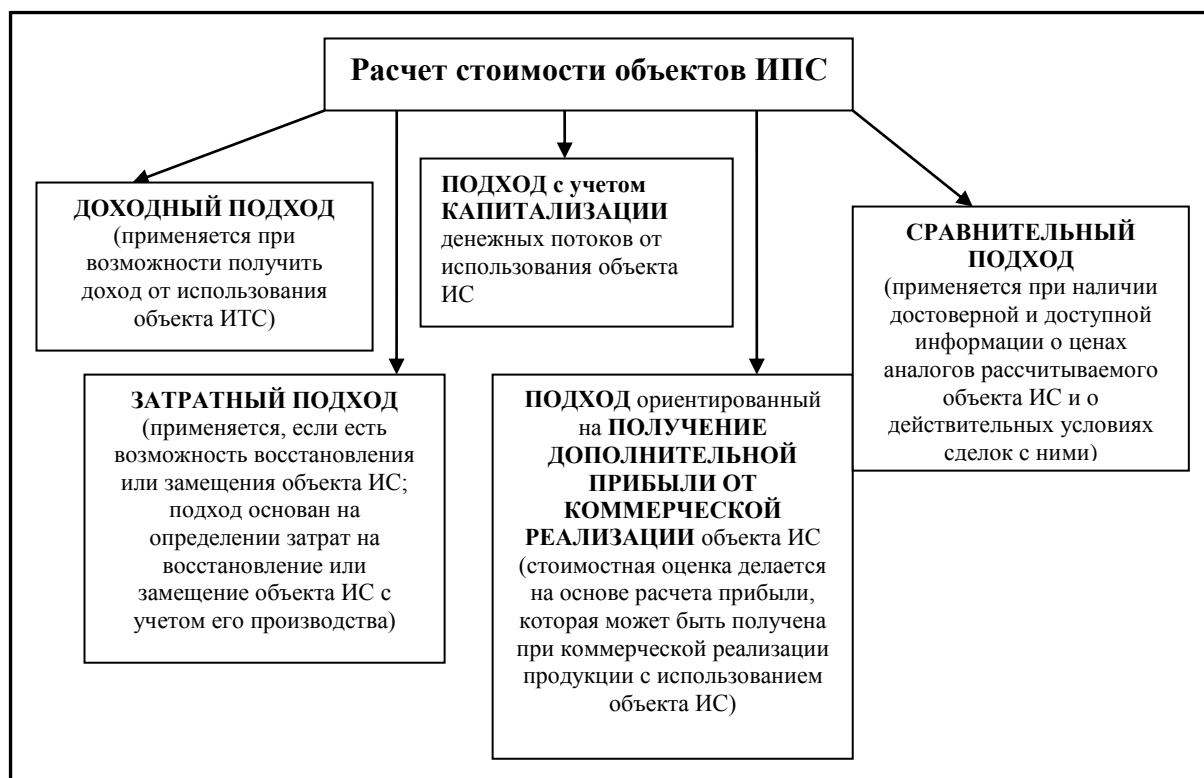 Расчет стоимости объектов ИПС
ДОХОДНЫЙ ПОДХОД
(применяется при
возможности получить
доход от использования
объекта ИТС)
ПОДХОД с учетом
КАПИТАЛИЗАЦИИ
денежных потоков от
использования объекта
ИС
СРАВНИТЕЛЬНЫЙ
ПОДХОД
(применяется при наличии
достоверной и доступной
информации о ценах
аналогов рассчитываемого
объекта ИС и о
действительных условиях
сделок с ними)
ЗАТРАТНЫЙ ПОДХОД
(применяется, если есть
возможность восстановления
или замещения объекта ИС;
подход основан на
определении затрат на
восстановление или
замещение объекта ИС с
учетом его производства)
ПОДХОД ориентированный
на ПОЛУЧЕНИЕ
ДОПОЛНИТЕЛЬНОЙ
ПРИБЫЛИ ОТ
КОММЕРЧЕСКОЙ
РЕАЛИЗАЦИИ объекта ИС
(стоимостная оценка делается
на основе расчета прибыли,
которая может быть получена
при коммерческой реализации
продукции с использованием
объекта ИС)